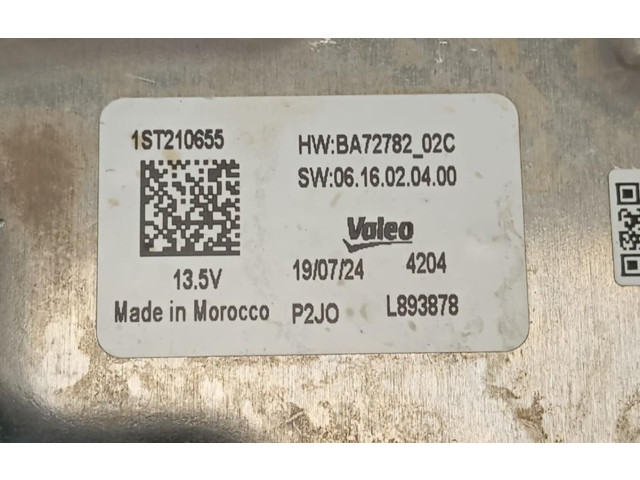 1ST210655
HW:BA72782_02C
SW:06.16.02.04.00
Valeo
13.5V
19/07/24 4204
Made in Morocco
P2JO L893878